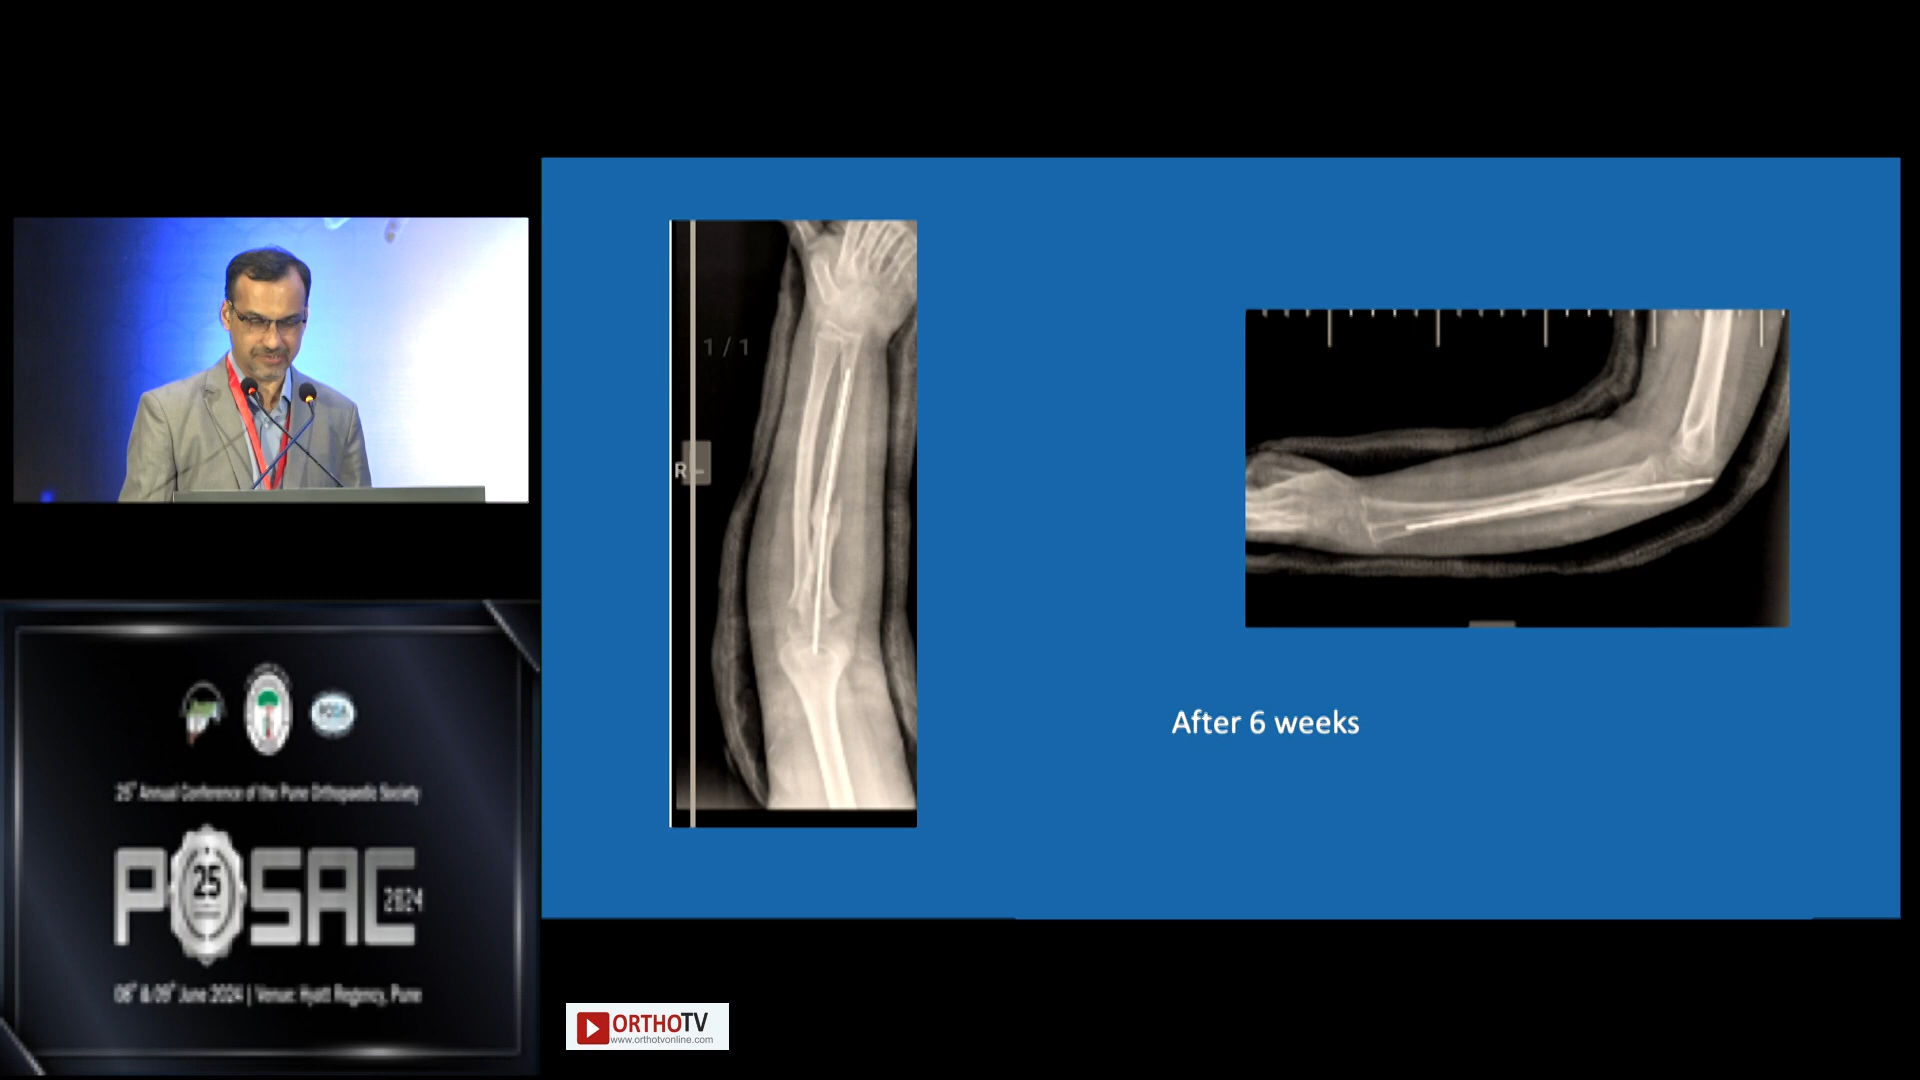 1 / 1
R
L
After 6 weeks
25th Annual Conference of the Pune Orthopaedic Society
POSAC
25
2024
08th & 09th June 2024 | Venue: Hyatt Regency, Pune
ORTHOTV
www.orthotvonline.com